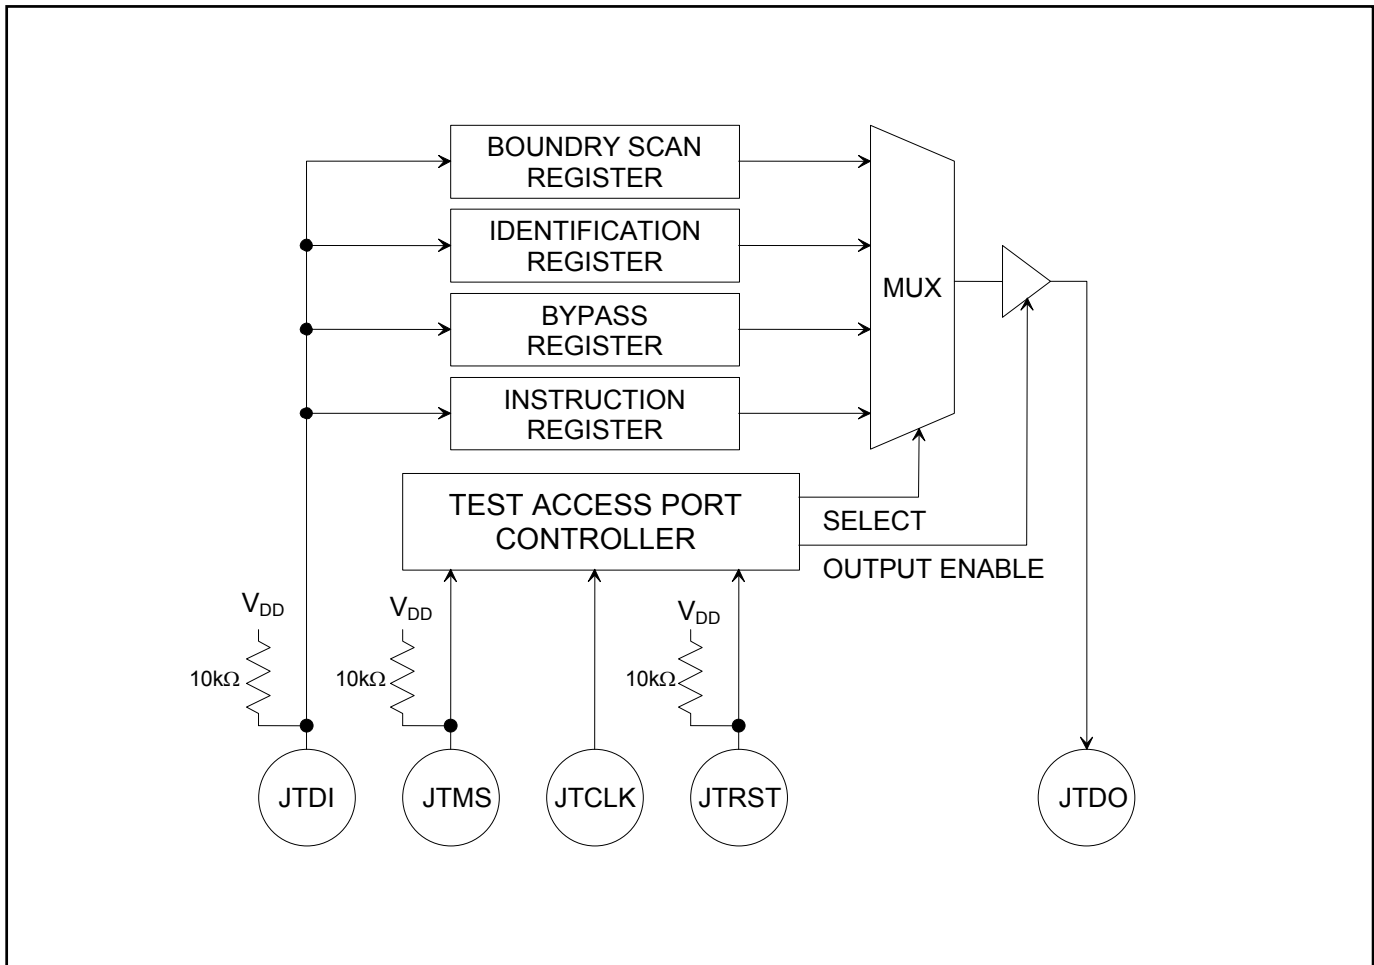 BOUNDRY SCAN
REGISTER
IDENTIFICATION
REGISTER
BYPASS
REGISTER
INSTRUCTION
REGISTER
MUX
TEST ACCESS PORT
CONTROLLER
SELECT
OUTPUT ENABLE
VDD
10kΩ
VDD
10kΩ
VDD
10kΩ
JTDI
JTMS
JTCLK
JTRST
JTDO